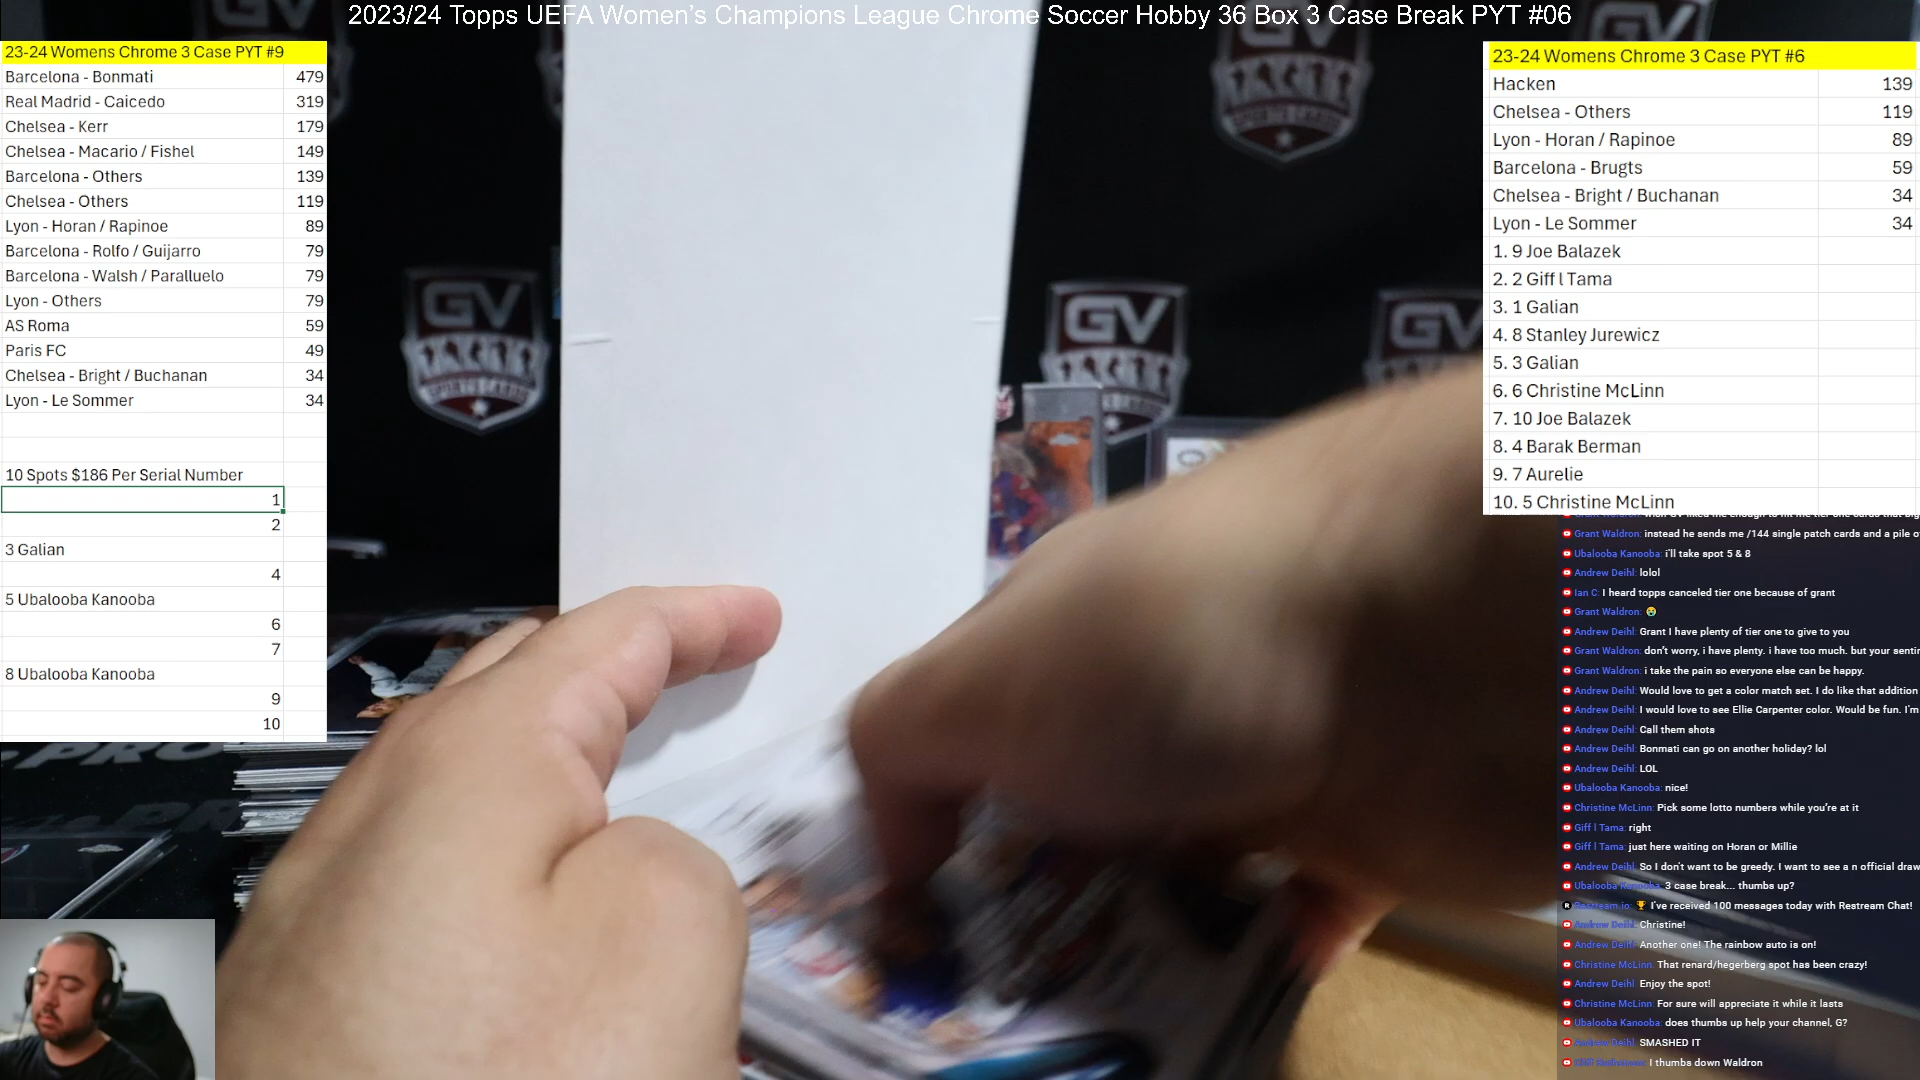 2023/24 Topps UEFA Women's Champions League Chrome Soccer Hobby 36 Box 3 Case Break PYT #06
23-24 Womens Chrome 3 Case PYT #9
Barcelona - Bonmati 479
Real Madrid - Caicedo 319
Chelsea - Kerr 179
Chelsea - Macario / Fishel 149
Barcelona - Others 139
Chelsea - Others 119
Lyon - Horan / Rapinoe 89
Barcelona - Rolfo / Guijarro 79
Barcelona - Walsh / Paralluelo 79
Lyon - Others 79
AS Roma 59
Paris FC 49
Chelsea - Bright / Buchanan 34
Lyon - Le Sommer 34
10 Spots $186 Per Serial Number
1
2
3 Galian
4
5 Ubalooba Kanooba
6
7
8 Ubalooba Kanooba
9
10
23-24 Womens Chrome 3 Case PYT #6
Hacken 139
Chelsea - Others 119
Lyon - Horan / Rapinoe 89
Barcelona - Brugts 59
Chelsea - Bright / Buchanan 34
Lyon - Le Sommer 34
1. 9 Joe Balazek
2. 2 Giff l Tama
3. 1 Galian
4. 8 Stanley Jurewicz
5. 3 Galian
6. 6 Christine McLinn
7. 10 Joe Balazek
8. 4 Barak Berman
9. 7 Aurelie
10. 5 Christine McLinn
Grant Waldron: instead he sends me /144 single patch cards and a pile
Ubalooba Kanooba: i'll take spot 5 & 8
Andrew Deihl: lolol
Ian C: I heard topps canceled tier one because of grant
Grant Waldron: 😭
Andrew Deihl: Grant I have plenty of tier one to give to you
Grant Waldron: don't worry, i have plenty. i have too much. but your
Grant Waldron: i take the pain so everyone else can be happy.
Andrew Deihl: Would love to get a color match set. I do like that addition
Andrew Deihl: I would love to see Ellie Carpenter color. Would be fun. I'm
Andrew Deihl: Call them shots
Andrew Deihl: Bonmati can go on another holiday? lol
Andrew Deihl: LOL
Ubalooba Kanooba: nice!
Christine McLinn: Pick some lotto numbers while you're at it
Giff l Tama: right
Giff l Tama: just here waiting on Horan or Millie
Andrew Deihl: So I don't want to be greedy. I want to see a n official
Ubalooba Kanooba: 3 case break... thumbs up?
Restream.io: 🏆 I've received 100 messages today with Restream Chat!
Andrew Deihl: Christine!
Andrew Deihl: Another one! The rainbow auto is on!
Christine McLinn: That renard/hegerberg spot has been crazy!
Andrew Deihl: Enjoy the spot!
Christine McLinn: For sure will appreciate it while it lasts
Ubalooba Kanooba: does thumbs up help your channel, G?
Andrew Deihl: SMASHED IT
I thumbs down Waldron
GV
SPORTS CARDS
GV
GV
GV